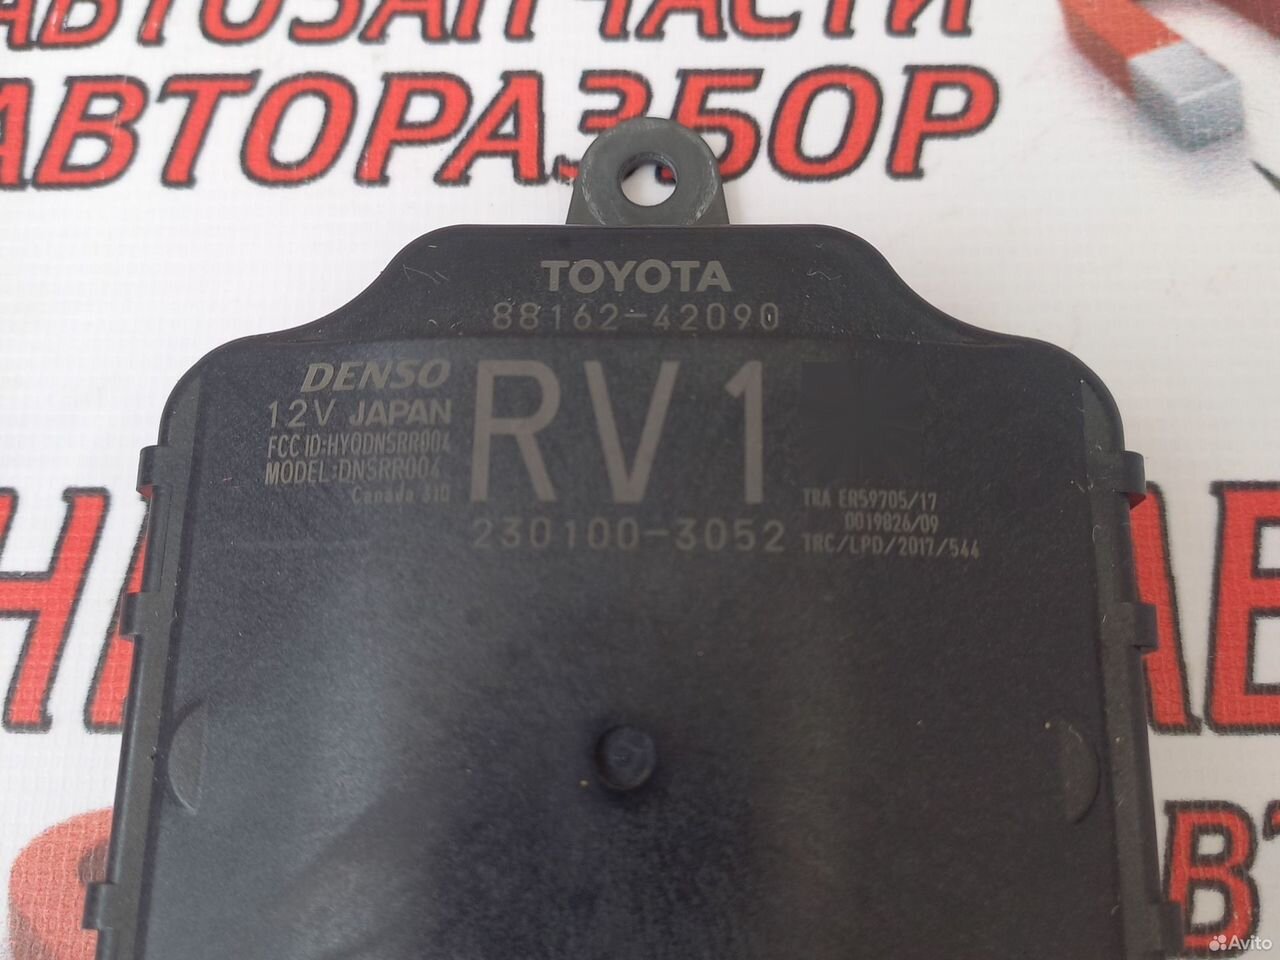 АВТОЗАПЧАСТИ
АВТОРАЗБОР
TOYOTA
88162-42090
DENSO
12V JAPAN
FCC ID:HYQDNSRR004
MODEL:DNSRR004
Canada 310
RV1
230100-3052
TRA ER59705/17
0019826/09
TRC/LPD/2017/544
Avito